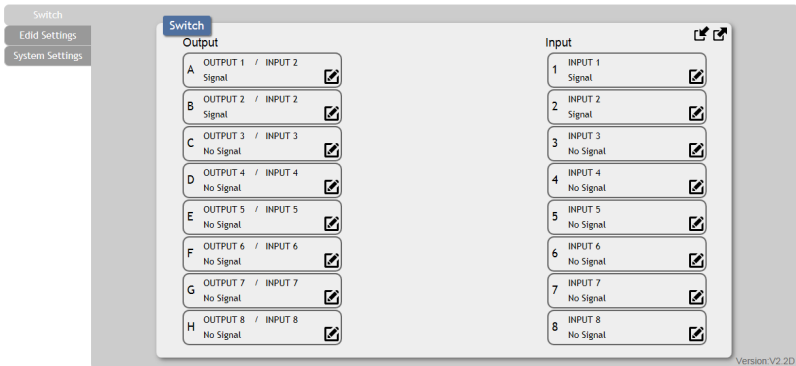 Switch
Edid Settings
System Settings
Switch
Output
Input
A OUTPUT 1 / INPUT 2
Signal
B OUTPUT 2 / INPUT 2
Signal
C OUTPUT 3 / INPUT 3
No Signal
D OUTPUT 4 / INPUT 4
No Signal
E OUTPUT 5 / INPUT 5
No Signal
F OUTPUT 6 / INPUT 6
No Signal
G OUTPUT 7 / INPUT 7
No Signal
H OUTPUT 8 / INPUT 8
No Signal
1 INPUT 1
Signal
2 INPUT 2
Signal
3 INPUT 3
No Signal
4 INPUT 4
No Signal
5 INPUT 5
No Signal
6 INPUT 6
No Signal
7 INPUT 7
No Signal
8 INPUT 8
No Signal
Version:V2.2D